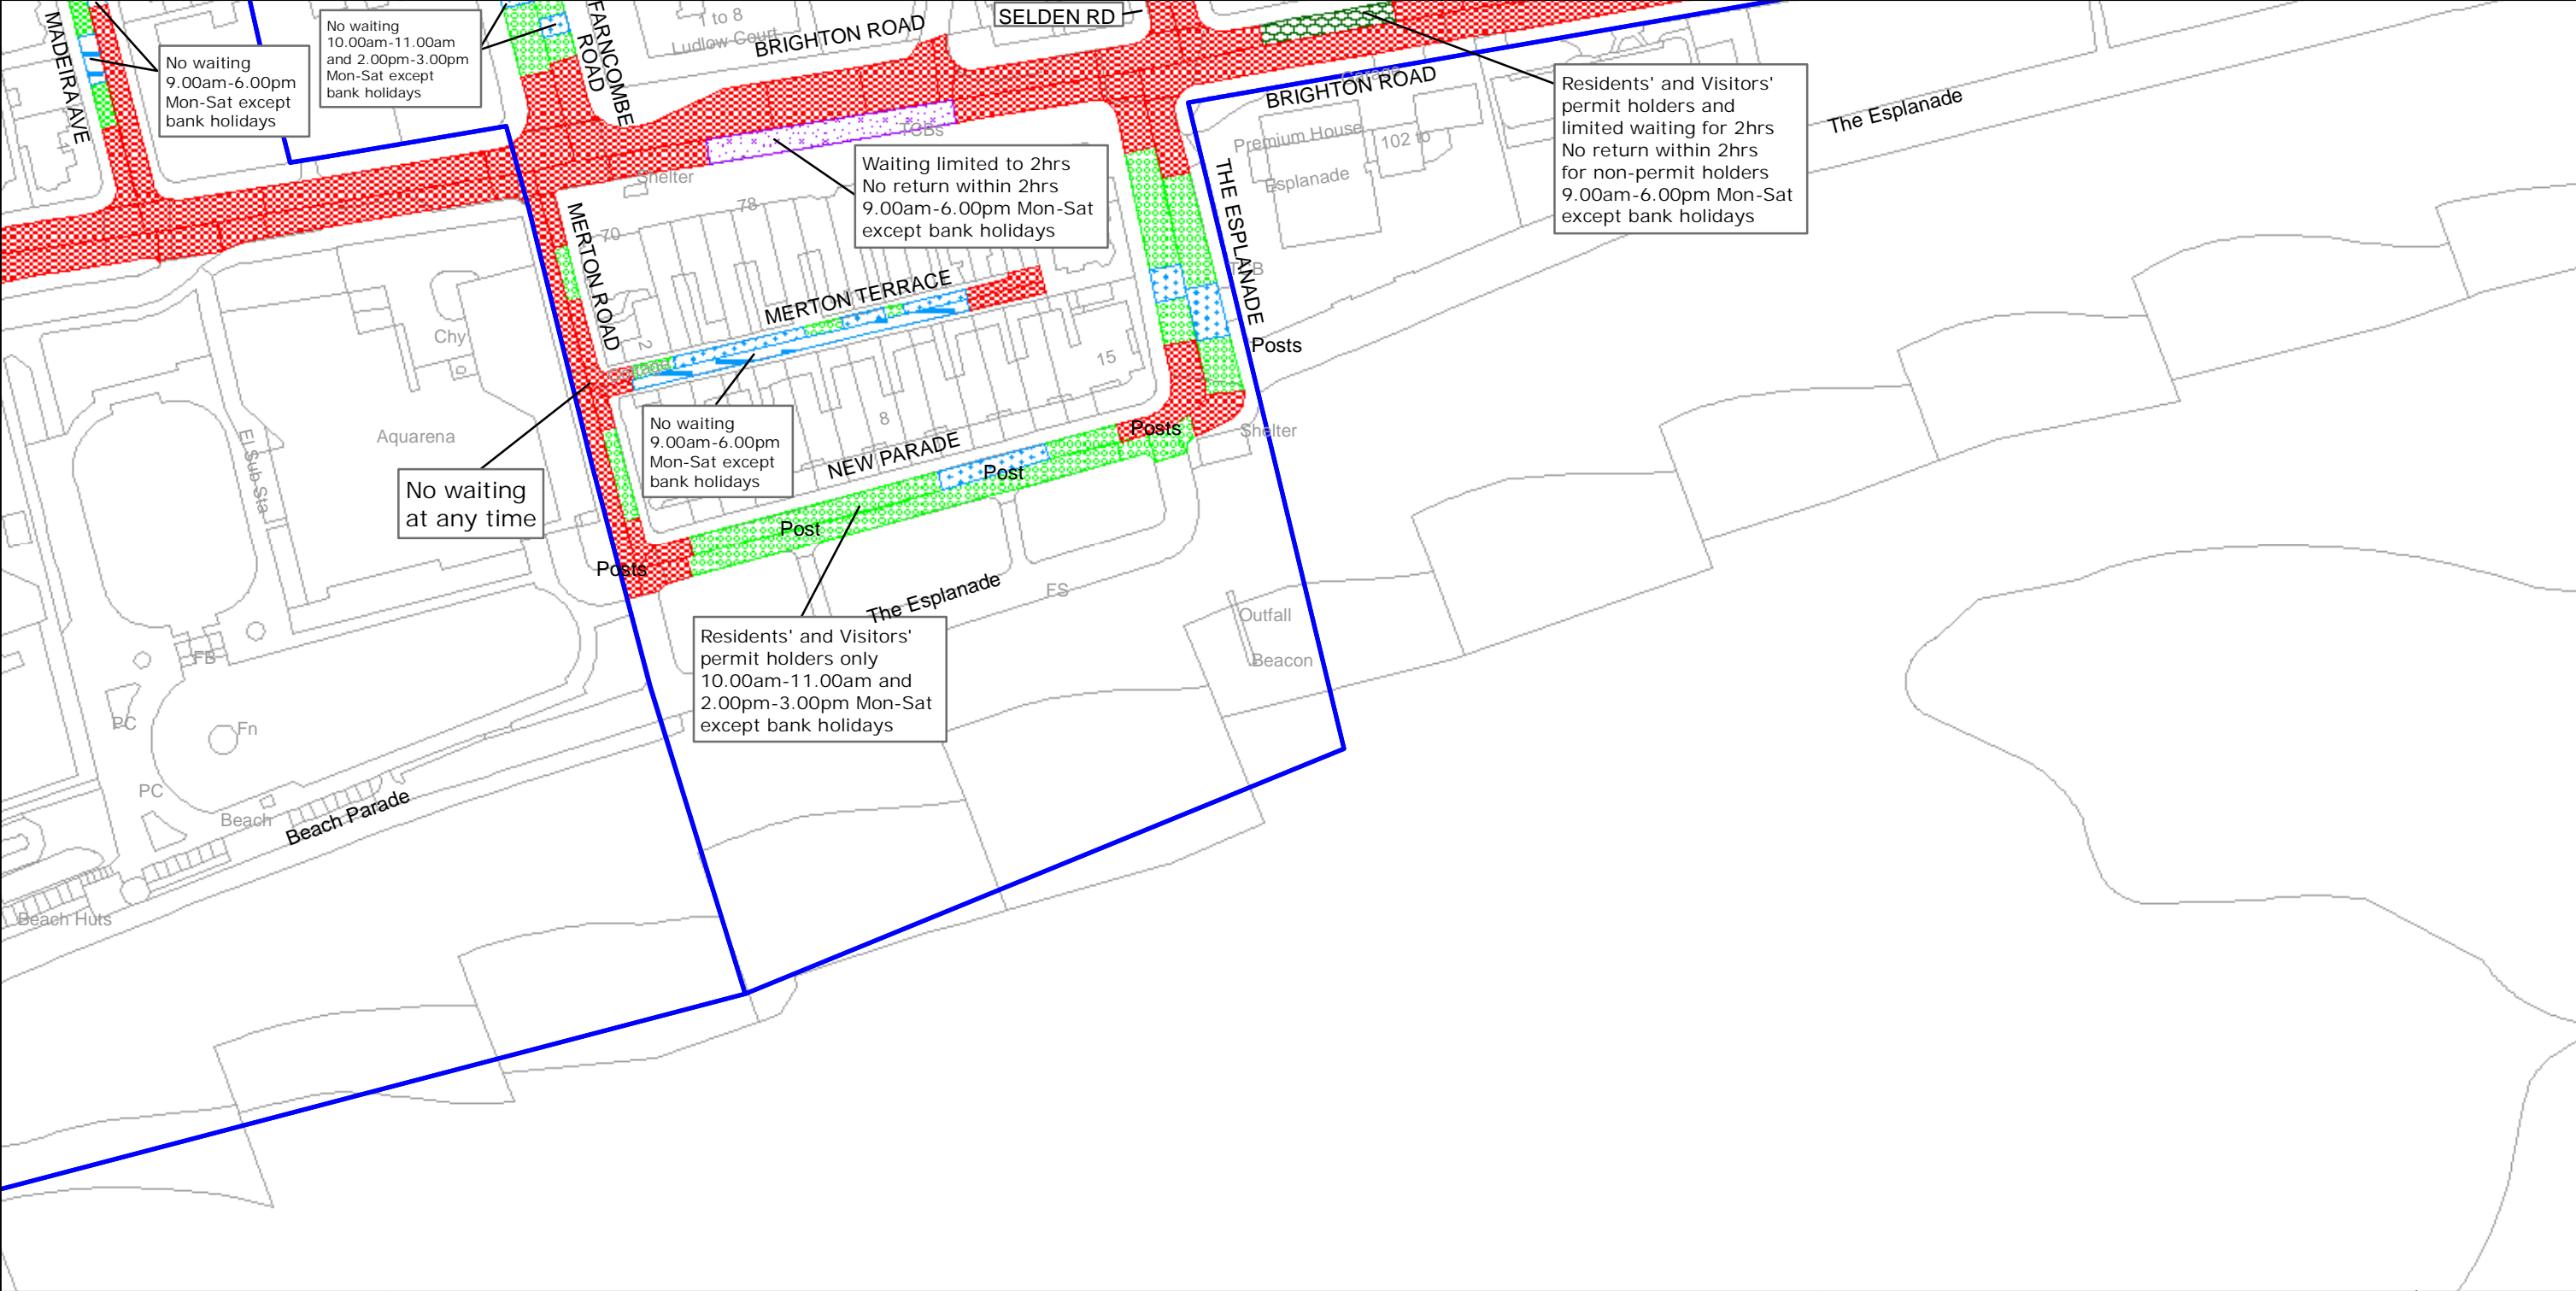 MADEIRA AVE
No waiting
9.00am-6.00pm
Mon-Sat except
bank holidays
No waiting
10.00am-11.00am
and 2.00pm-3.00pm
Mon-Sat except
bank holidays
FARNCOMBE
ROAD
1 to 8
Ludlow Court
BRIGHTON ROAD
SELDEN RD
Garage
BRIGHTON ROAD
Residents' and Visitors'
permit holders and
limited waiting for 2hrs
No return within 2hrs
for non-permit holders
9.00am-6.00pm Mon-Sat
except bank holidays
The Esplanade
TCBs
Premium House
102 to
Esplanade
Waiting limited to 2hrs
No return within 2hrs
9.00am-6.00pm Mon-Sat
except bank holidays
Shelter
78
70
MERTON ROAD
THE ESPLANADE
TCB
MERTON TERRACE
Chy
2
Posts
15
8
Aquarena
El Sub Sta
No waiting
9.00am-6.00pm
Mon-Sat except
bank holidays
NEW PARADE
Posts
Shelter
Post
No waiting
at any time
Post
Posts
The Esplanade
FS
Outfall
Beacon
Residents' and Visitors'
permit holders only
10.00am-11.00am and
2.00pm-3.00pm Mon-Sat
except bank holidays
FB
PC
Fn
PC
Beach
Beach Parade
Beach Huts